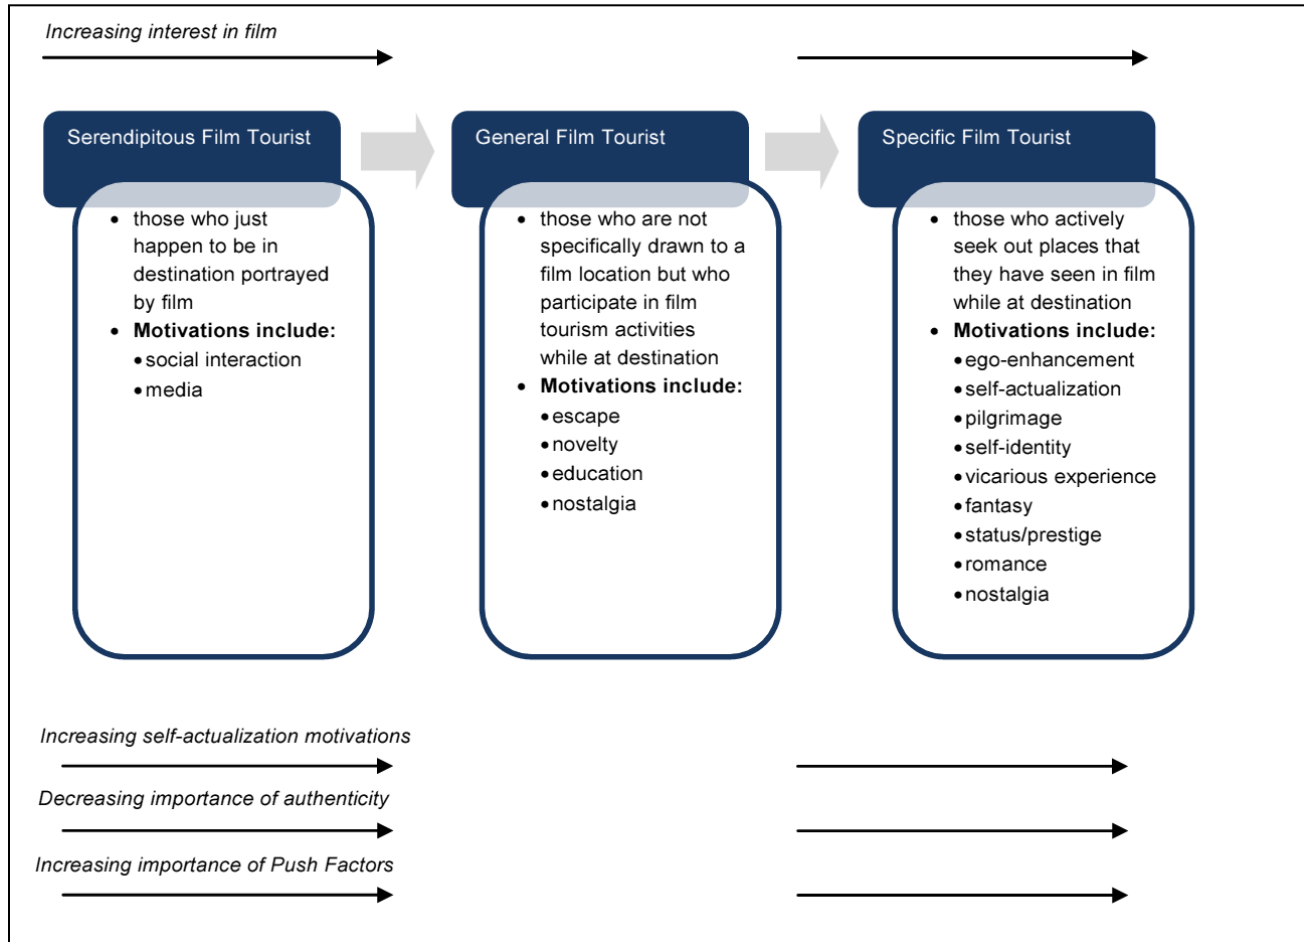 Increasing interest in film
Serendipitous Film Tourist
• those who just
happen to be in
destination portrayed
by film
• Motivations include:
• social interaction
• media
General Film Tourist
• those who are not
specifically drawn to a
film location but who
participate in film
tourism activities
while at destination
• Motivations include:
• escape
• novelty
• education
• nostalgia
Specific Film Tourist
• those who actively
seek out places that
they have seen in film
while at destination
• Motivations include:
• ego-enhancement
• self-actualization
• pilgrimage
• self-identity
• vicarious experience
• fantasy
• status/prestige
• romance
• nostalgia
Increasing self-actualization motivations
Decreasing importance of authenticity
Increasing importance of Push Factors